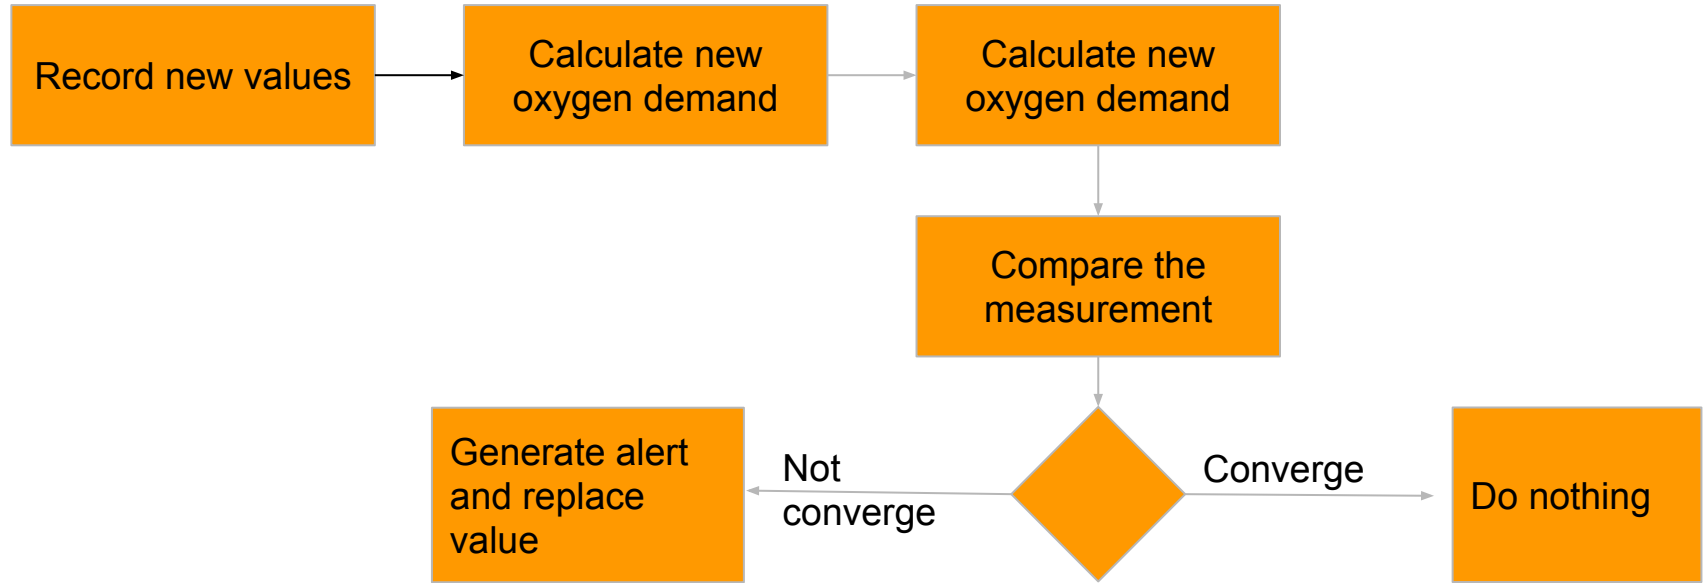 Record new values
Calculate new
oxygen demand
Calculate new
oxygen demand
Compare the
measurement
Generate alert
and replace
value
Not
converge
Converge
Do nothing